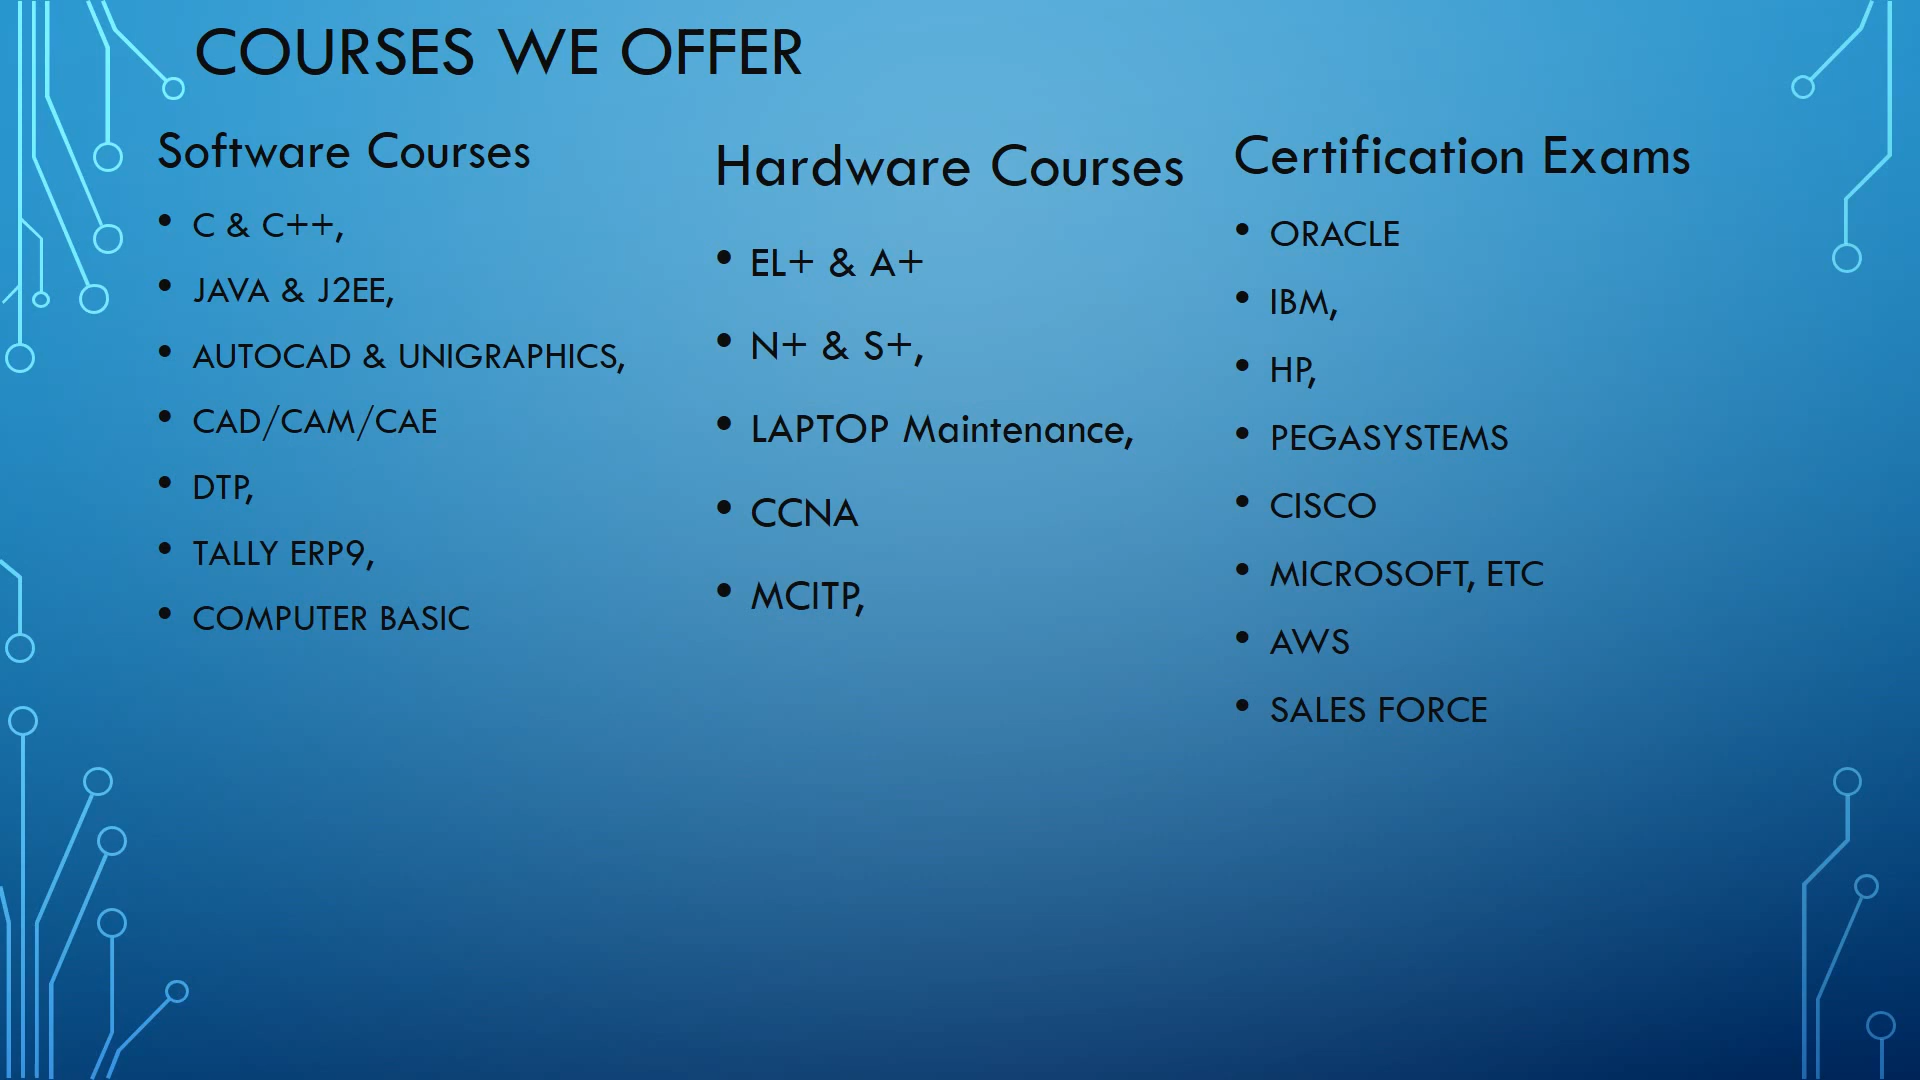 COURSES WE OFFER
Software Courses
• C & C++,
• JAVA & J2EE,
• AUTOCAD & UNIGRAPHICS,
• CAD/CAM/CAE
• DTP,
• TALLY ERP9,
• COMPUTER BASIC
Hardware Courses
• EL+ & A+
• N+ & S+,
• LAPTOP Maintenance,
• CCNA
• MCITP,
Certification Exams
• ORACLE
• IBM,
• HP,
• PEGASYSTEMS
• CISCO
• MICROSOFT, ETC
• AWS
• SALES FORCE